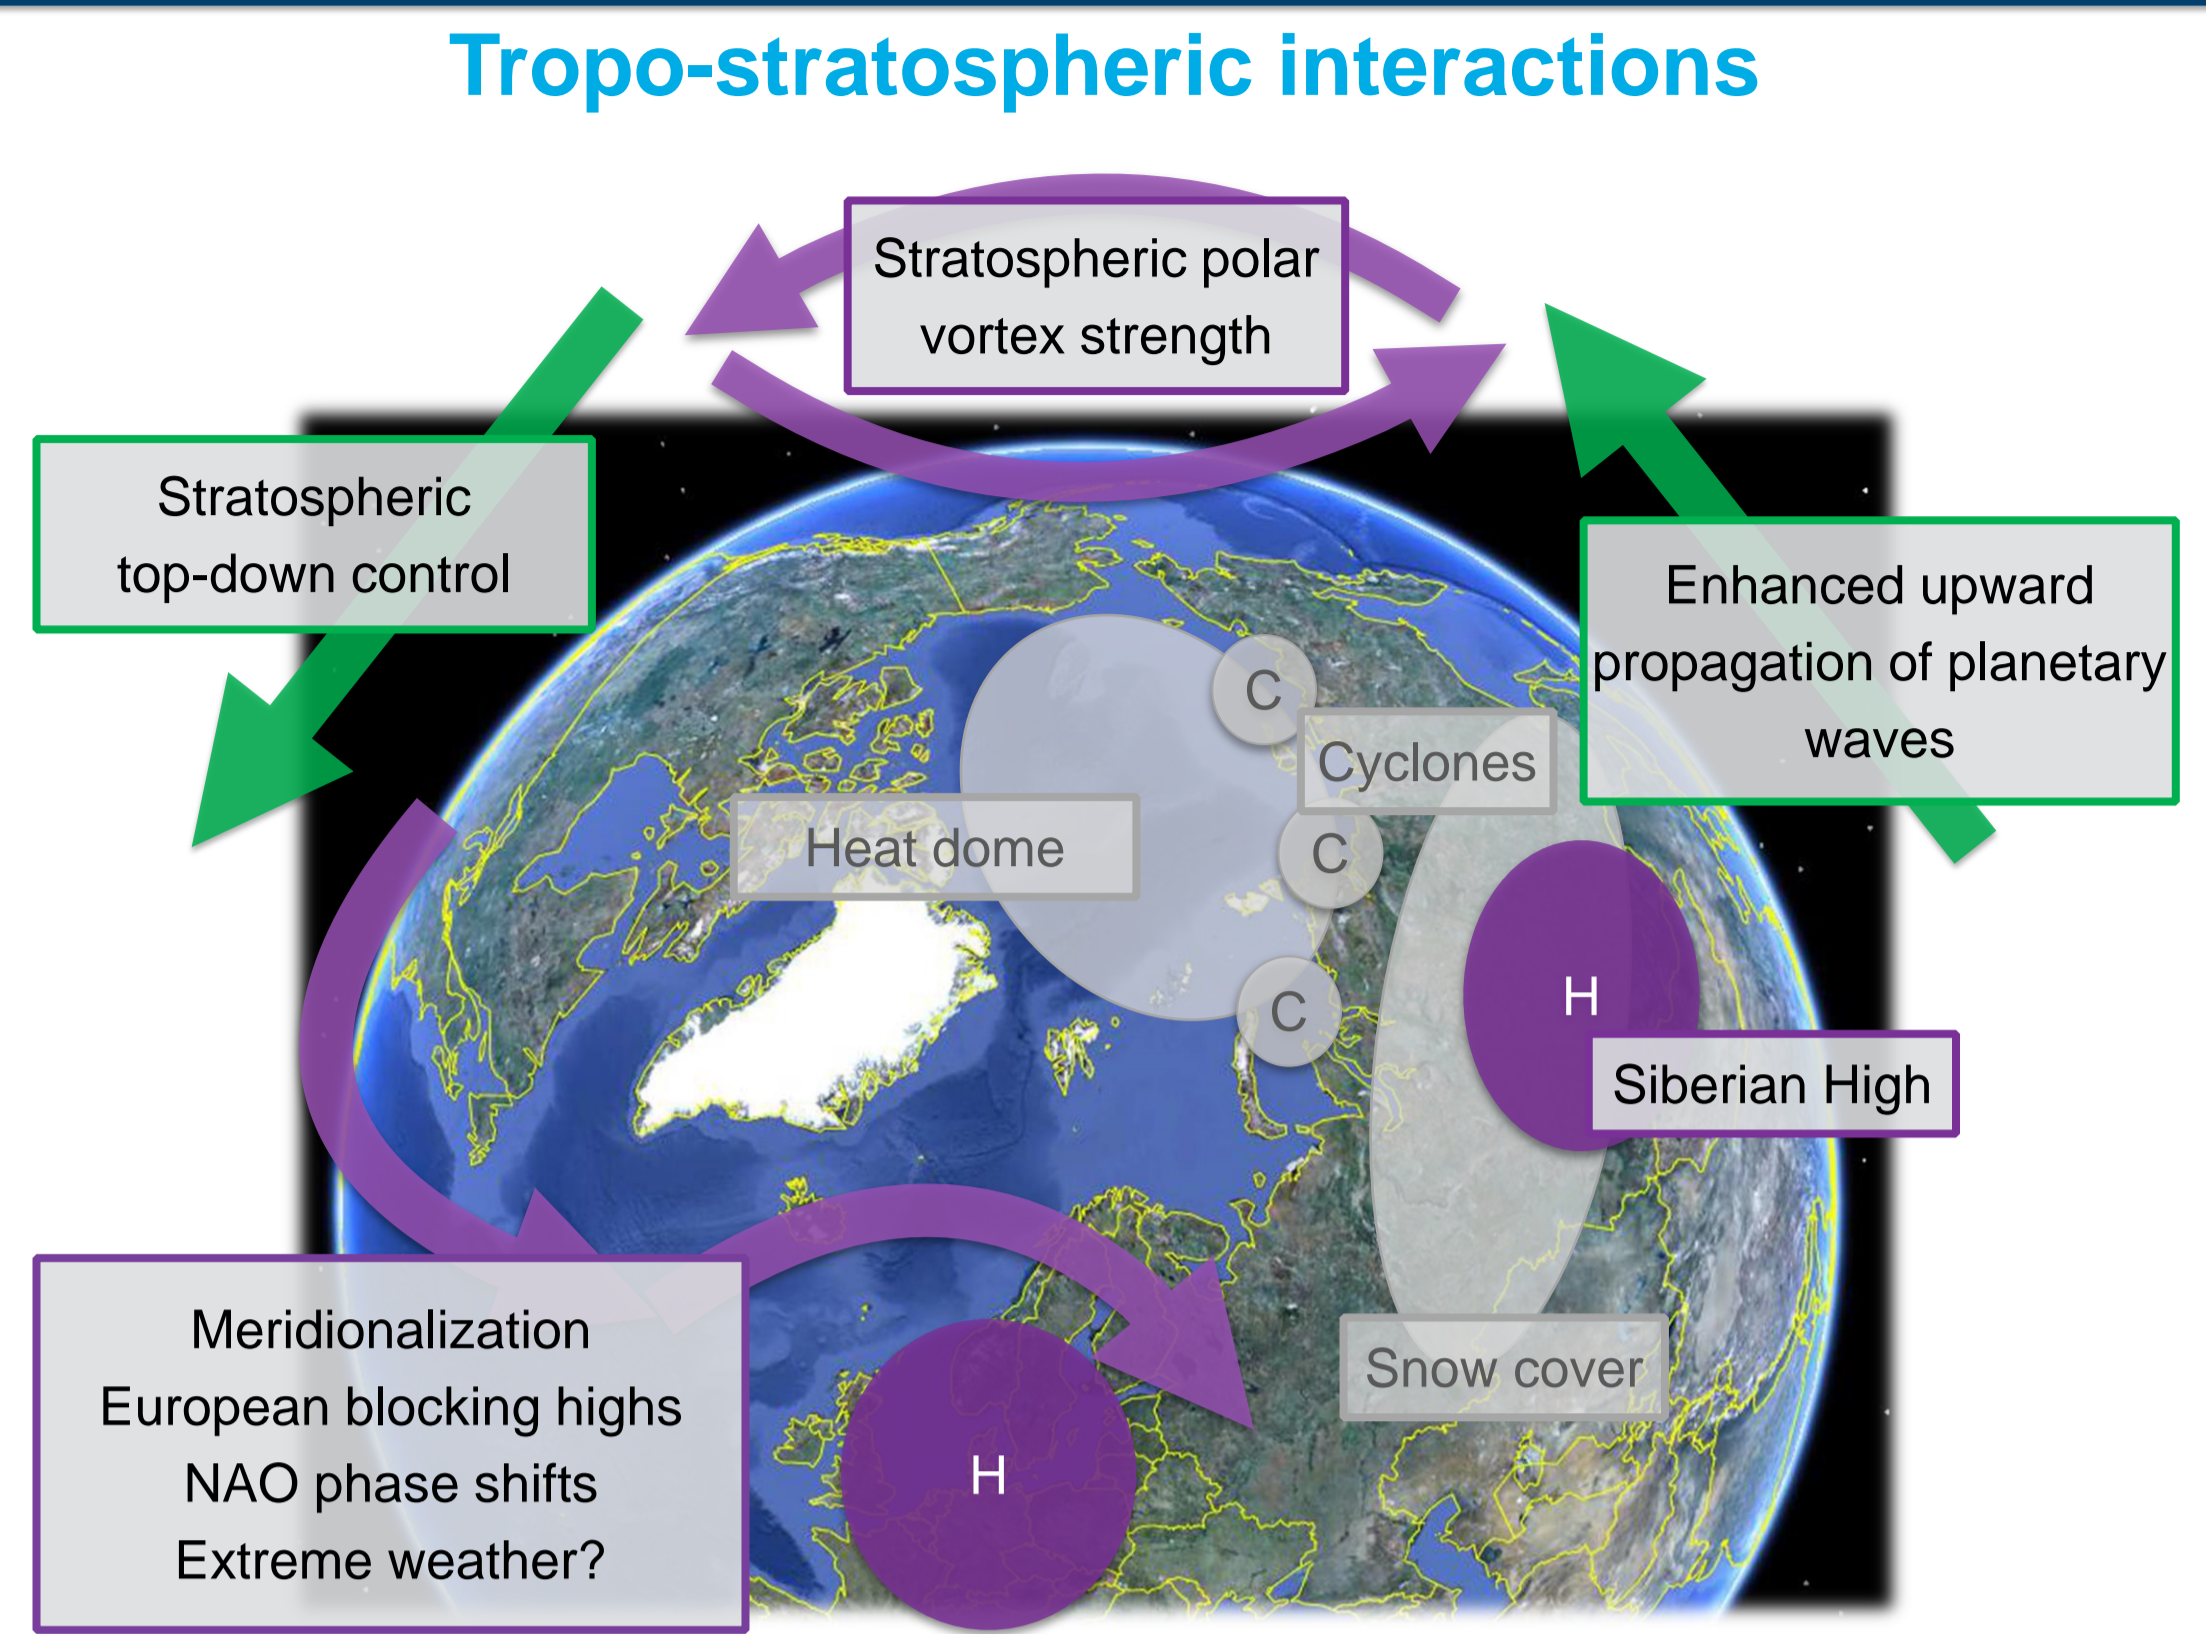 Tropo-stratospheric interactions
Stratospheric polar
vortex strength
Stratospheric
top-down control
Enhanced upward
propagation of planetary
waves
C
Cyclones
Heat dome
C
H
C
Siberian High
Meridionalization
European blocking highs
NAO phase shifts
Extreme weather?
Snow cover
H